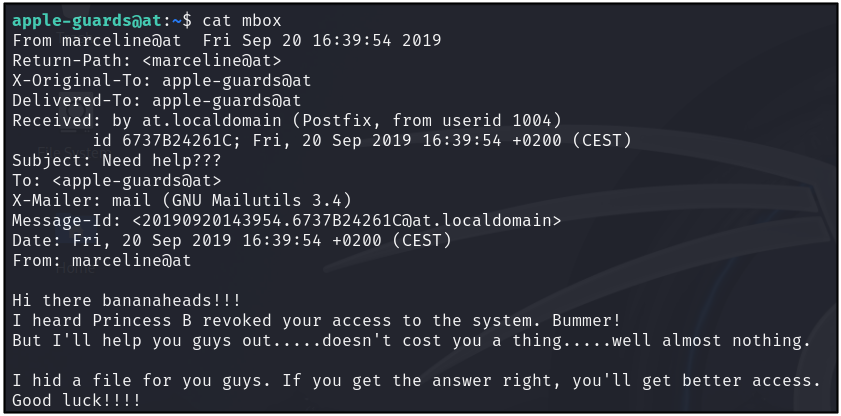 apple-guards@at:~$ cat mbox
From marceline@at  Fri Sep 20 16:39:54 2019
Return-Path: <marceline@at>
X-Original-To: apple-guards@at
Delivered-To: apple-guards@at
Received: by at.localdomain (Postfix, from userid 1004)
        id 6737B24261C; Fri, 20 Sep 2019 16:39:54 +0200 (CEST)
Subject: Need help???
To: <apple-guards@at>
X-Mailer: mail (GNU Mailutils 3.4)
Message-Id: <20190920143954.6737B24261C@at.localdomain>
Date: Fri, 20 Sep 2019 16:39:54 +0200 (CEST)
From: marceline@at
Home
Hi there bananaheads!!!
I heard Princess B revoked your access to the system. Bummer!
But I'll help you guys out.....doesn't cost you a thing.....well almost nothing.
I hid a file for you guys. If you get the answer right, you'll get better access.
Good luck!!!!